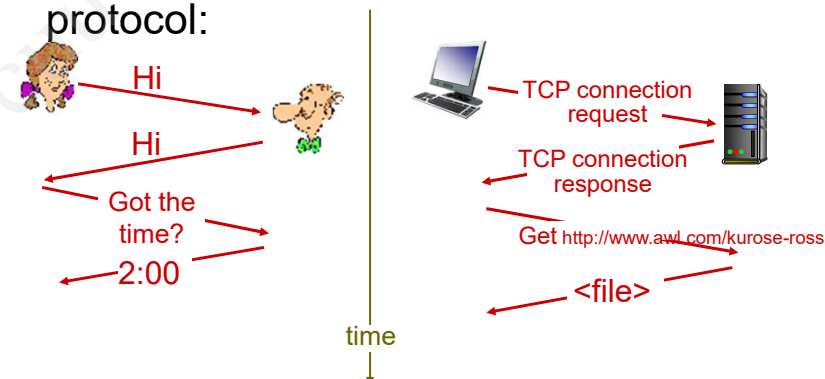 protocol:
Hi
Hi
Got the
time?
2:00
TCP connection
request
TCP connection
response
Get http://www.awl.com/kurose-ross
<file>
time